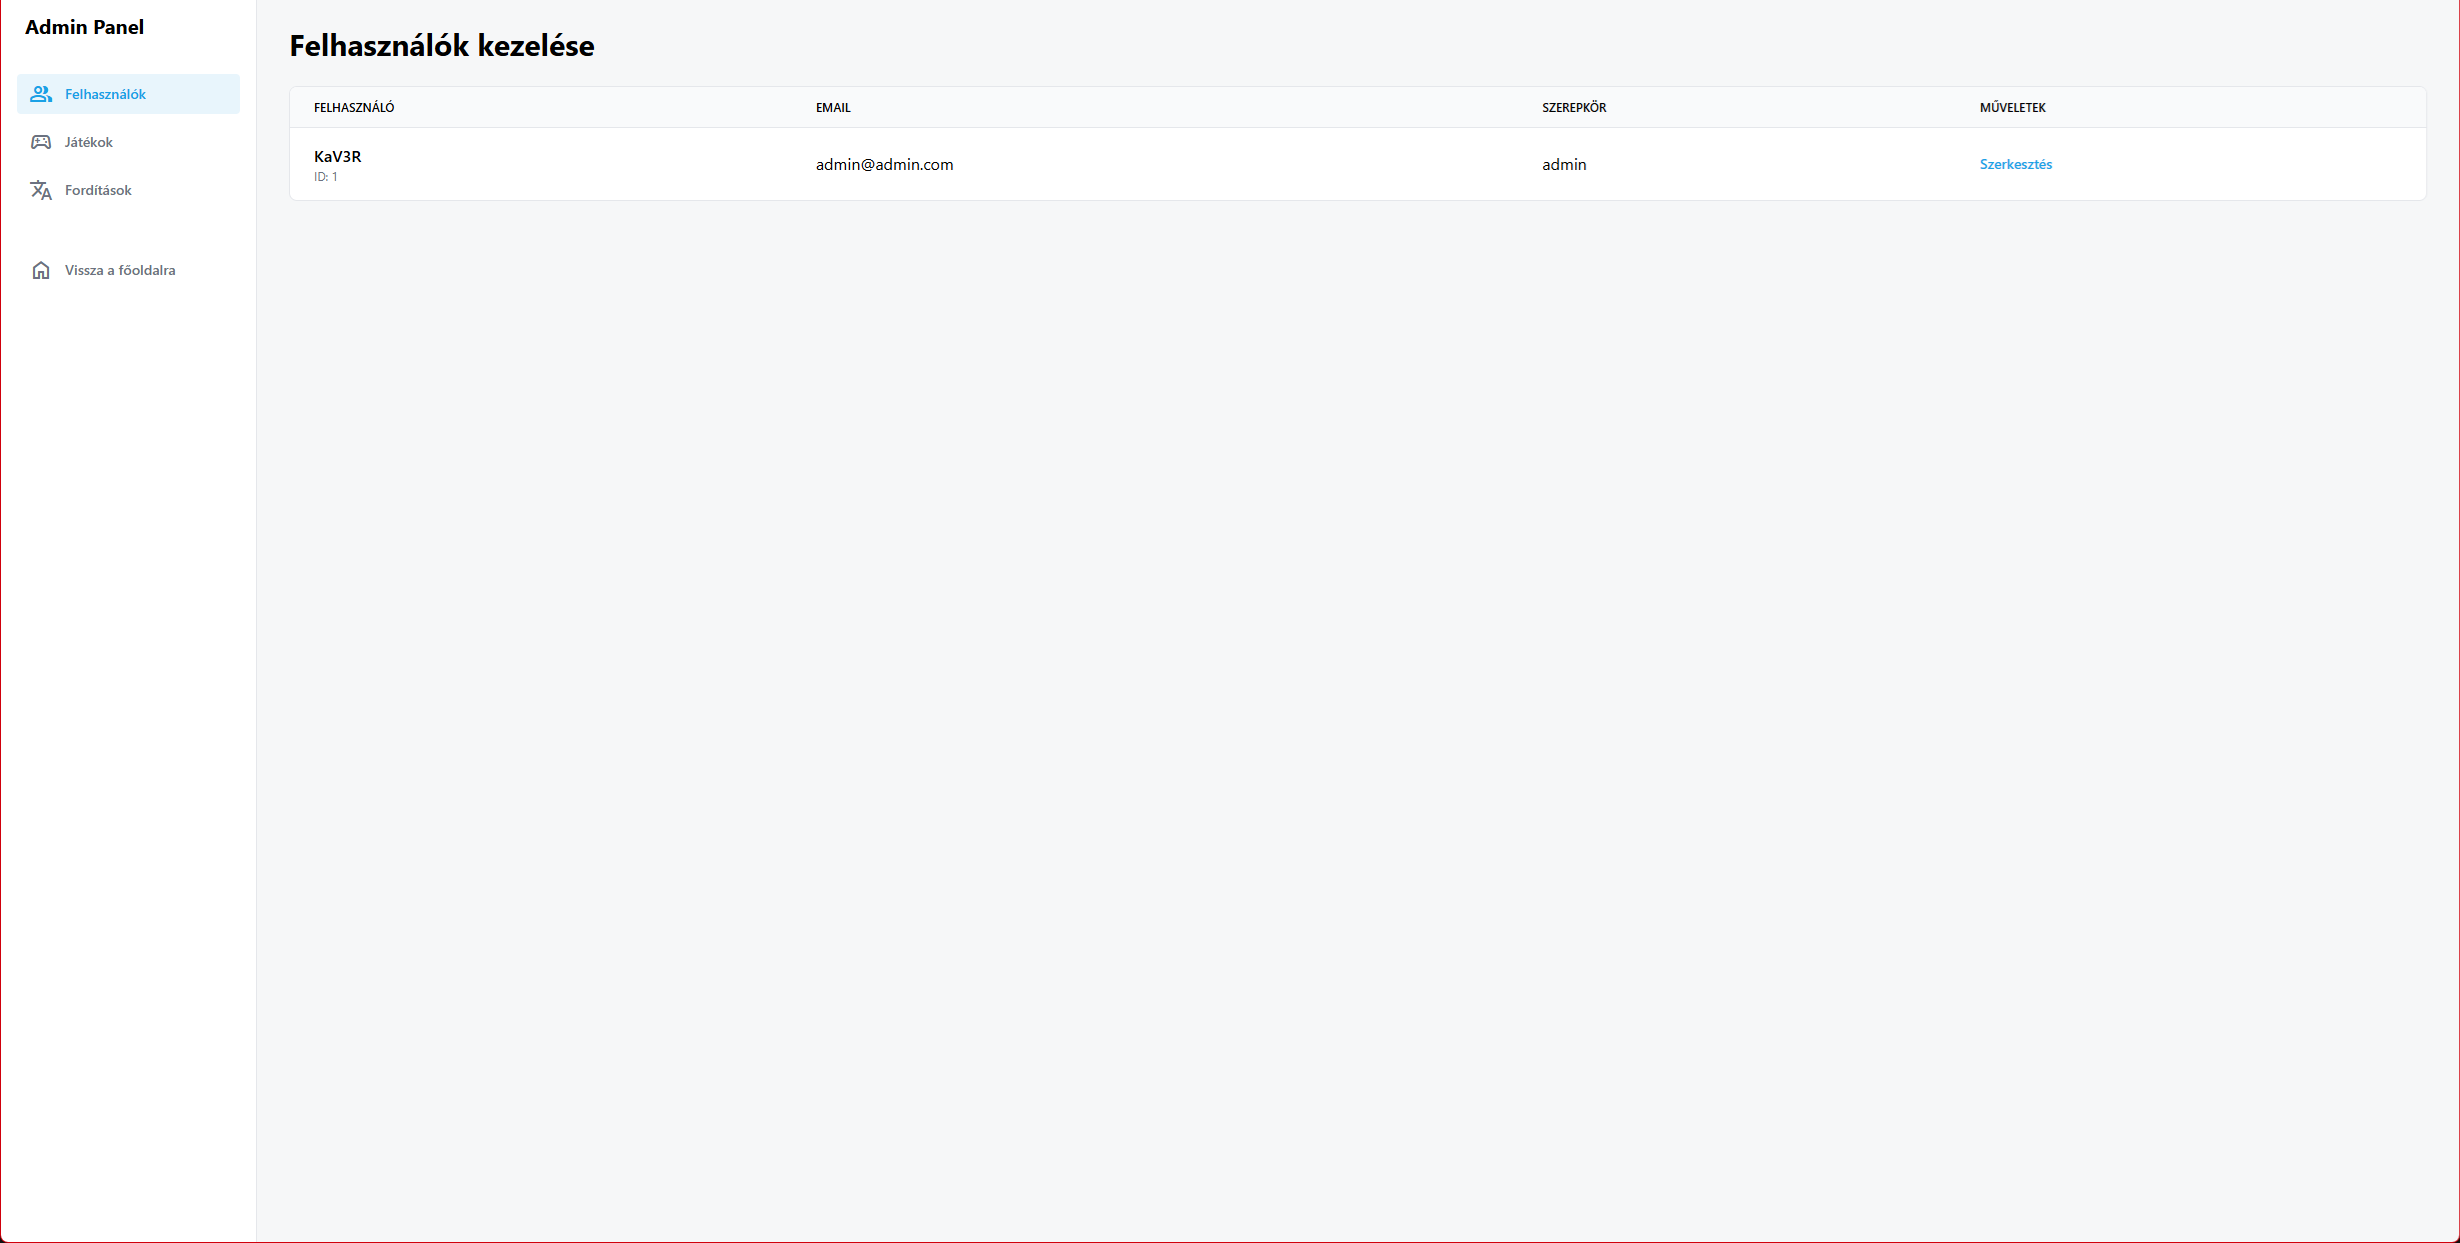 Admin Panel
Felhasználók
Játékok
Fordítások
Vissza a főoldalra
Felhasználók kezelése
FELHASZNÁLÓ EMAIL SZEREPKÖR MŰVELETEK
KaV3R
ID: 1
admin@admin.com admin Szerkesztés